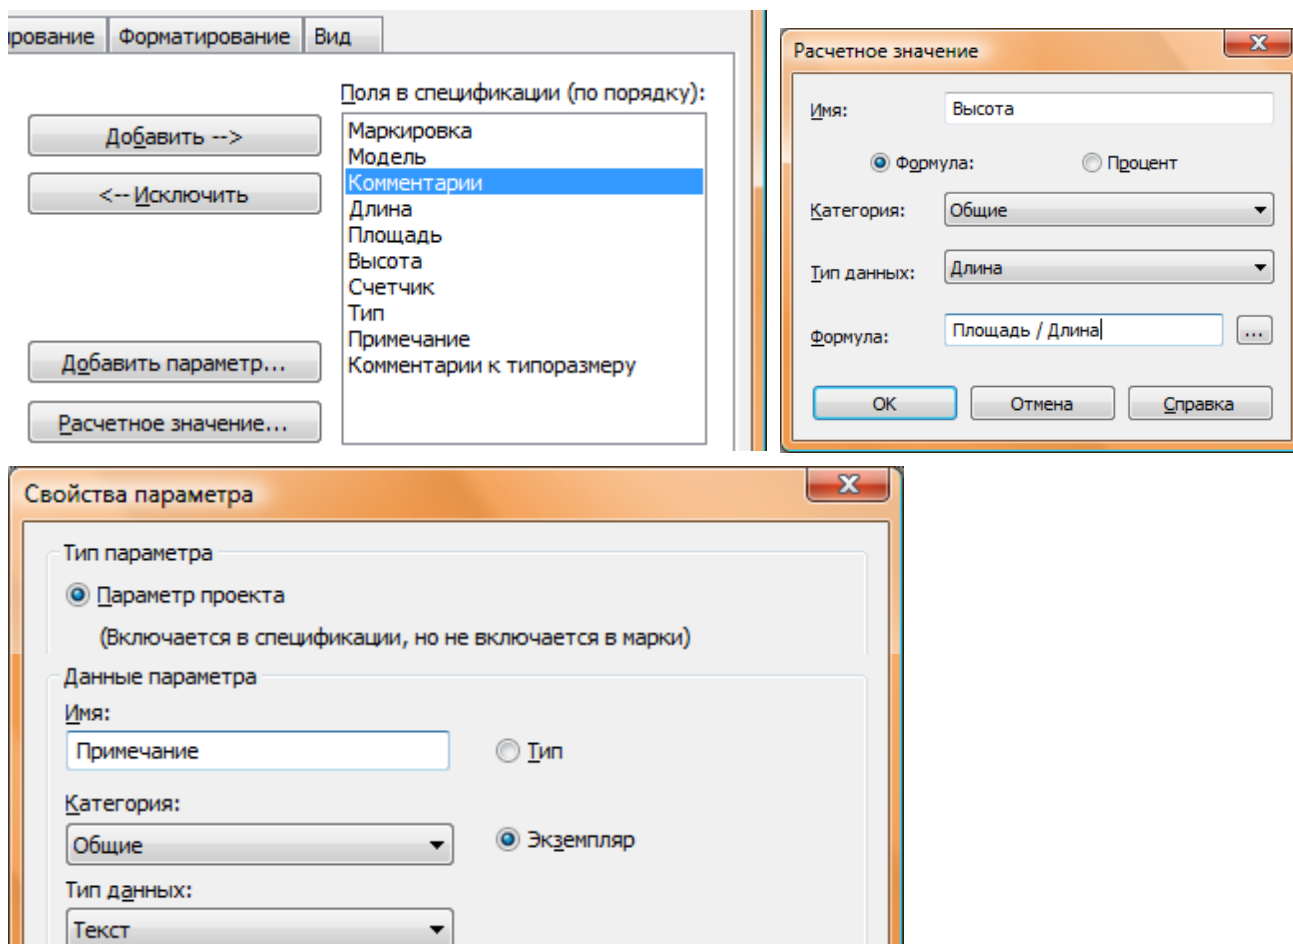 рование Форматирование Вид
Поля в спецификации (по порядку):
Добавить -->
<-- Исключить
Добавить параметр...
Расчетное значение...
Маркировка
Модель
Комментарии
Длина
Площадь
Высота
Счетчик
Тип
Примечание
Комментарии к типоразмеру
Расчетное значение
Имя: Высота
Формула: Процент
Категория: Общие
Тип данных: Длина
Формула: Площадь / Длина ...
ОК Отмена Справка
Свойства параметра
Тип параметра
Параметр проекта
(Включается в спецификации, но не включается в марки)
Данные параметра
Имя:
Примечание Тип
Категория:
Общие Экземпляр
Тип данных:
Текст